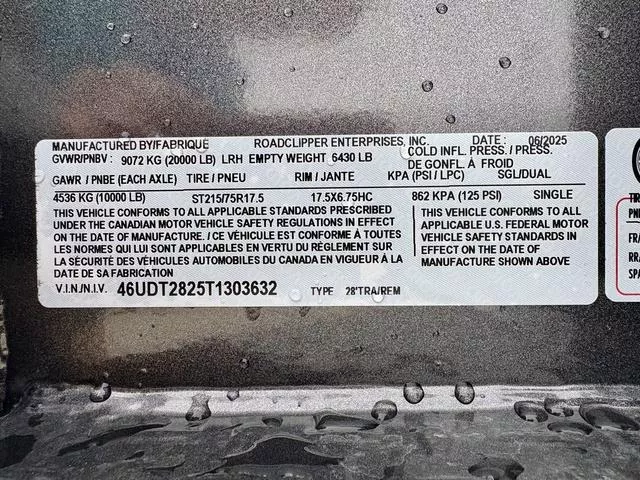 MANUFACTURED BY/FABRIQUE ROADCLIPPER ENTERPRISES, INC. DATE : 06/2025
GVWR/PNBV : 9072 KG (20000 LB) LRH EMPTY WEIGHT 6430 LB COLD INFL. PRESS / PRESS. DE GONFL. À FROID
GAWR / PNBE (EACH AXLE) TIRE / PNEU RIM / JANTE KPA (PSI / LPC) SGL/DUAL
4536 KG (10000 LB) ST215/75R17.5 17.5X6.75HC 862 KPA (125 PSI) SINGLE
THIS VEHICLE CONFORMS TO ALL APPLICABLE STANDARDS PRESCRIBED
UNDER THE CANADIAN MOTOR VEHICLE SAFETY REGULATIONS IN EFFECT
ON THE DATE OF MANUFACTURE. / CE VÉHICULE EST CONFORME À TOUTES
LES NORMES QUI LUI SONT APPLICABLES EN VERTU DU RÈGLEMENT SUR
LA SÉCURITÉ DES VÉHICULES AUTOMOBILES DU CANADA EN VIGUEUR À LA
DATE DE SA FABRICATION
THIS VEHICLE CONFORMS TO ALL
APPLICABLE U.S. FEDERAL MOTOR
VEHICLE SAFETY STANDARDS IN
EFFECT ON THE DATE OF
MANUFACTURE SHOWN ABOVE
V.I.N./N.I.V. 46UDT2825T1303632 TYPE 28'TRA/REM